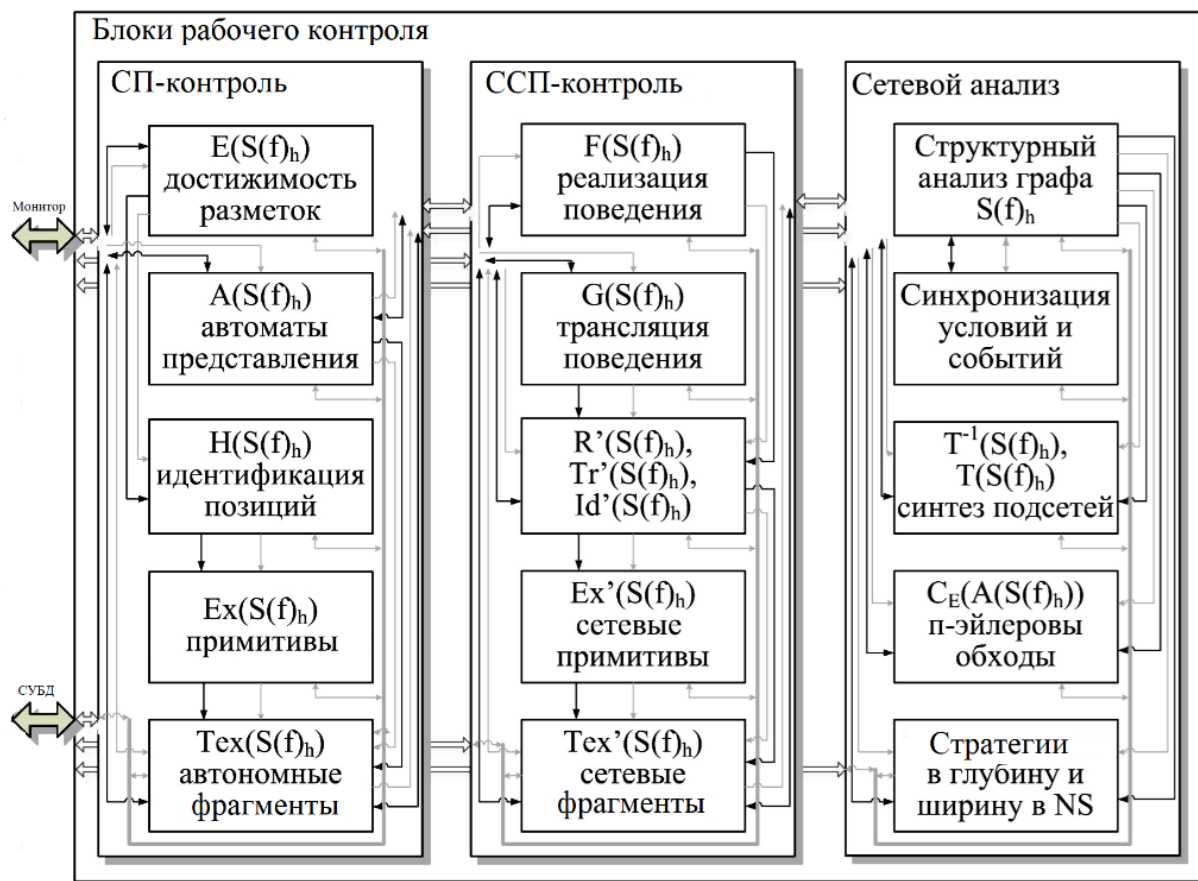 Блоки рабочего контроля
СП-контроль
E(S(f)ₕ)
достижимость
разметок
A(S(f)ₕ)
автоматы
представления
H(S(f)ₕ)
идентификация
позиций
Ex(S(f)ₕ)
примитивы
Tex(S(f)ₕ)
автономные
фрагменты
ССП-контроль
F(S(f)ₕ)
реализация
поведения
G(S(f)ₕ)
трансляция
поведения
R’(S(f)ₕ),
Tr’(S(f)ₕ),
Id’(S(f)ₕ)
Ex’(S(f)ₕ)
сетевые
примитивы
Tex’(S(f)ₕ)
сетевые
фрагменты
Сетевой анализ
Структурный
анализ графа
S(f)ₕ
Синхронизация
условий и
событий
T⁻¹(S(f)ₕ),
T(S(f)ₕ)
синтез подсетей
C_E(A(S(f)ₕ))
п-эйлеровы
обходы
Стратегии
в глубину и
ширину в NS
Монитор
СУБД